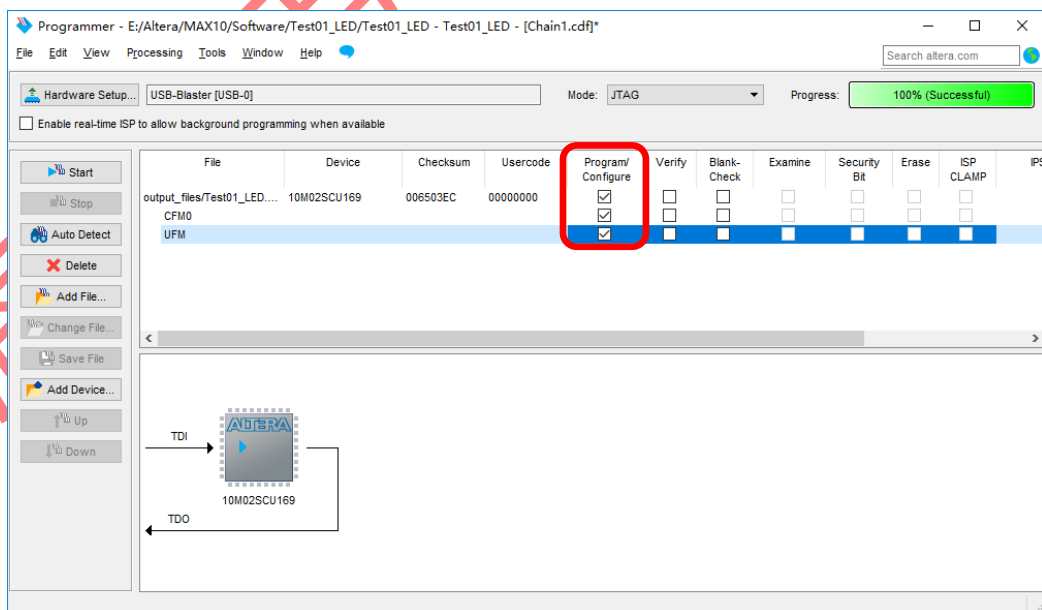 Programmer - E:/Altera/MAX10/Software/Test01_LED/Test01_LED - Test01_LED - [Chain1.cdf]*
File Edit View Processing Tools Window Help
Search altera.com
Hardware Setup... USB-Blaster [USB-0] Mode: JTAG Progress: 100% (Successful)
Enable real-time ISP to allow background programming when available
Start
Stop
Auto Detect
Delete
Add File...
Change File...
Save File
Add Device...
Up
Down
File Device Checksum Usercode Program/ Verify Blank- Examine Security Erase ISP IPS
Configure Check Bit CLAMP
output_files/Test01_LED.... 10M02SCU169 006503EC 00000000
CFM0
UFM
ALTERA
TDI
10M02SCU169
TDO